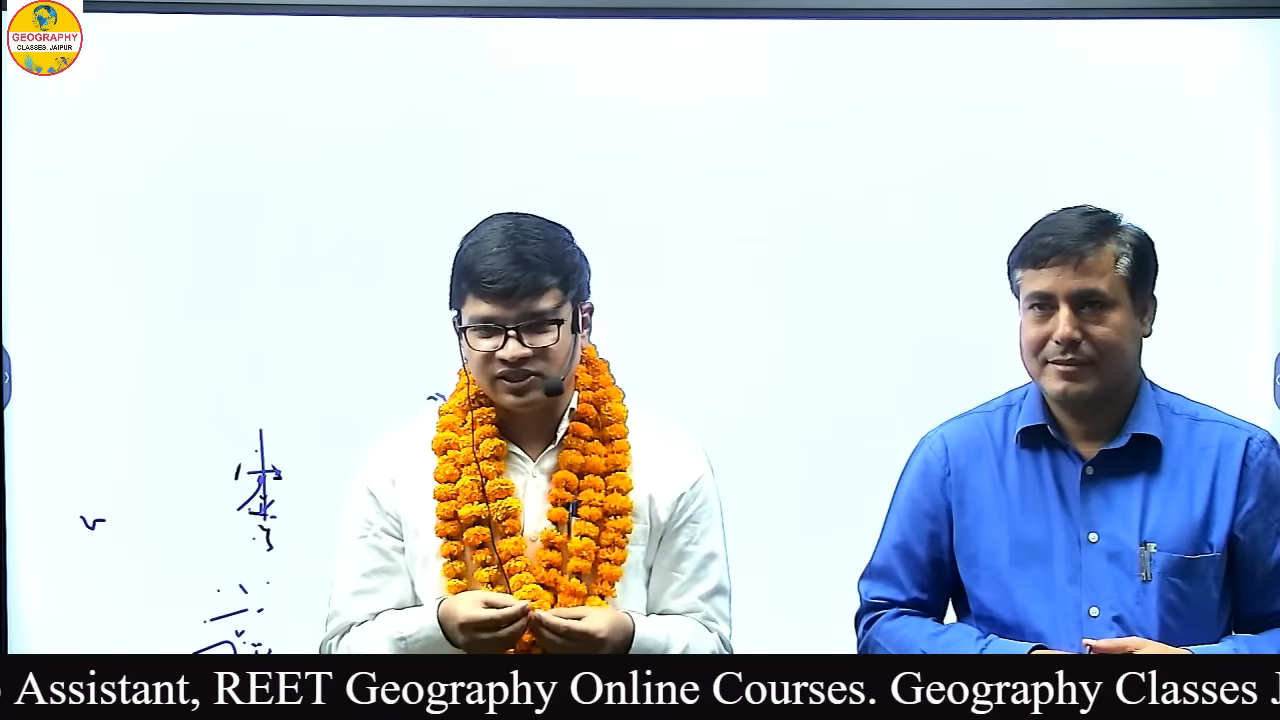 GEOGRAPHY
CLASSES JAIPUR
Assistant, REET Geography Online Courses. Geography Classes